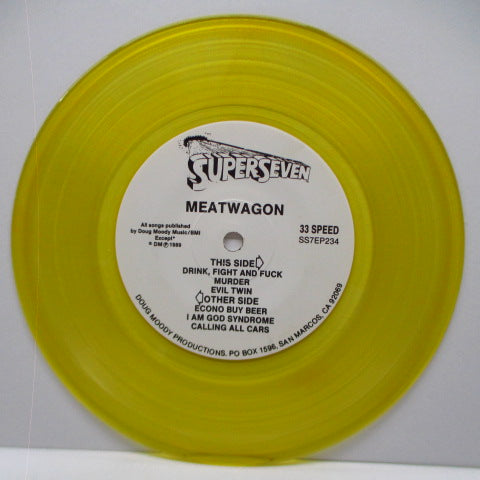 SUPERSEVEN
MEATWAGON
All songs published
by Doug Moody Music/BMI
Except*
* DM℗1989
33 SPEED
SS7EP234
THIS SIDE
DRINK, FIGHT AND FUCK
MURDER
EVIL TWIN
OTHER SIDE
ECONO BUY BEER
I AM GOD SYNDROME
CALLING ALL CARS
DOUG MOODY PRODUCTIONS. PO BOX 1596, SAN MARCOS, CA 92069